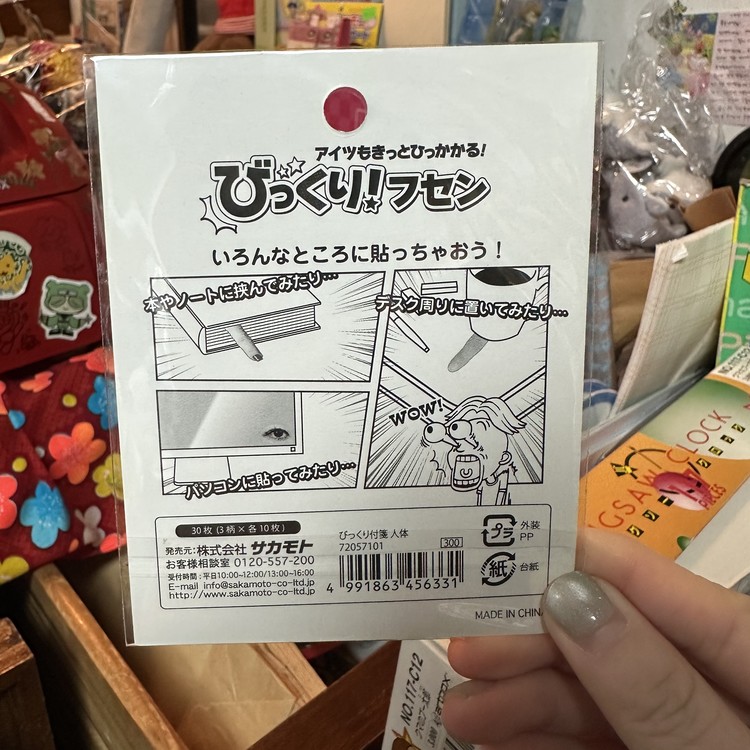 アイツもきっとひっかかる!
びっくり!フセン
いろんなところに貼っちゃおう!
本やノートに挟んでみたり…
デスク周りに置いてみたり…
パソコンに貼ってみたり…
WOW!
30枚(3柄×各10枚)
発売元:株式会社 サカモト
お客様相談室 0120-557-200
受付時間:平日10:00~12:00/13:00~16:00
E-mail info@sakamoto-co-ltd.jp
http://www.sakamoto-co-ltd.jp
びっくり付箋 人体
72057101
300
4 991863 456331
プラ
外装
PP
紙
台紙
MADE IN CHINA
CLOCK
NO.117-C12